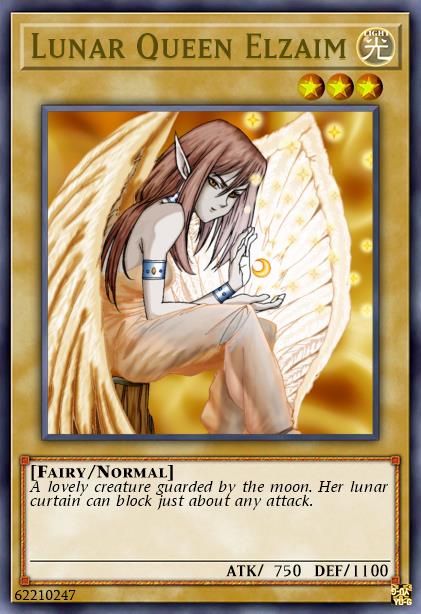 Lunar Queen Elzaim
LIGHT
光
[Fairy/Normal]
A lovely creature guarded by the moon. Her lunar
curtain can block just about any attack.
ATK/ 750 DEF/1100
62210247